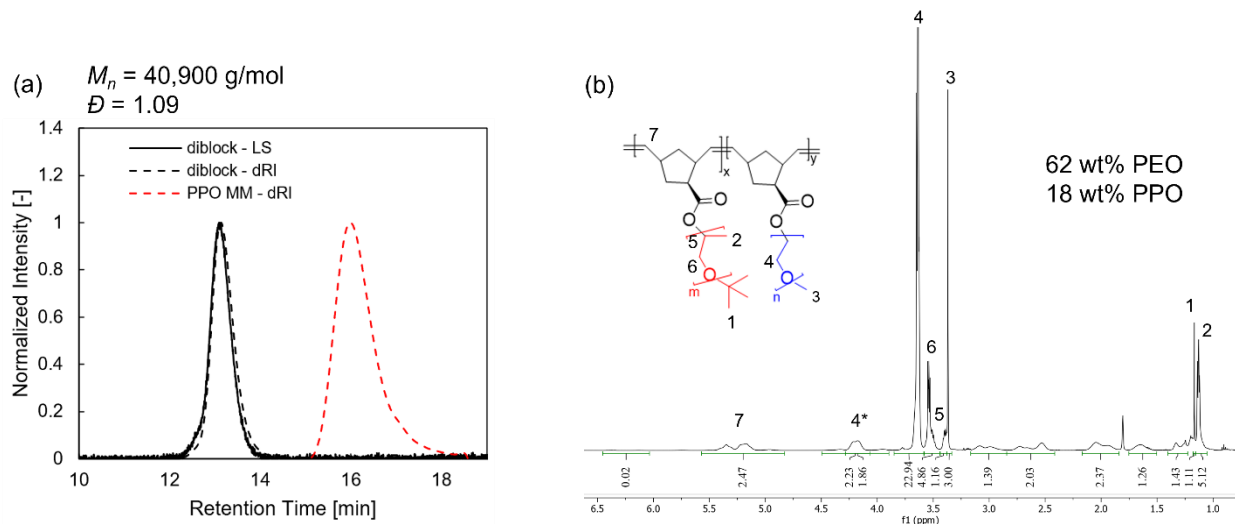 (a)
Mn = 40,900 g/mol
Đ = 1.09
1.4
1.2
1
0.8
0.6
0.4
0.2
0
Normalized Intensity [-]
diblock - LS
diblock - dRI
PPO MM - dRI
10 12 14 16 18
Retention Time [min]
(b)
4
3
7
x
y
O
O
O
O
5
2
6
O
m
1
4
O
n
3
62 wt% PEO
18 wt% PPO
1
2
6
5
7
4*
0.02
2.47
2.23
1.86
22.94
4.86
1.16
3.00
1.39
2.03
2.37
1.26
1.43
1.11
5.12
6.5 6.0 5.5 5.0 4.5 4.0 3.5 3.0 2.5 2.0 1.5 1.0
f1 (ppm)